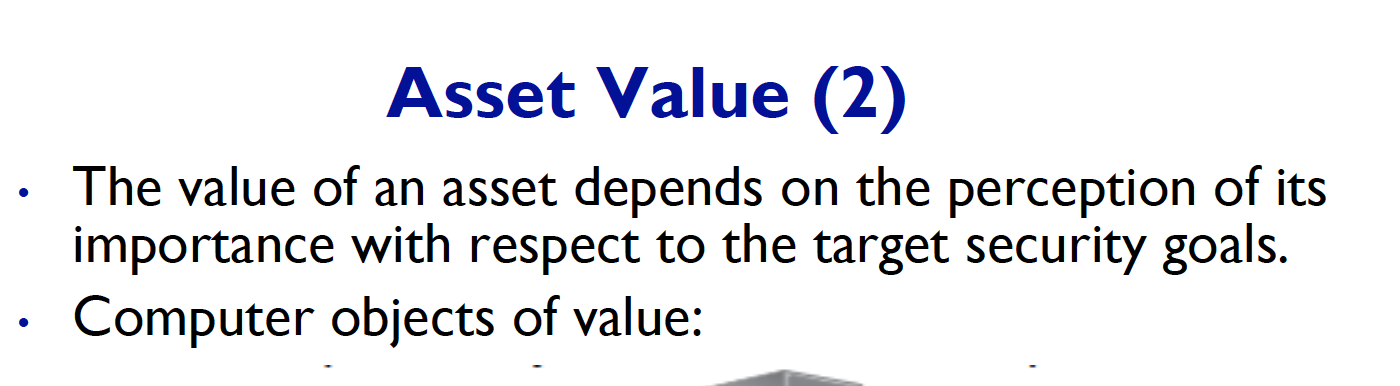 Asset Value (2)
• The value of an asset depends on the perception of its
importance with respect to the target security goals.
• Computer objects of value: